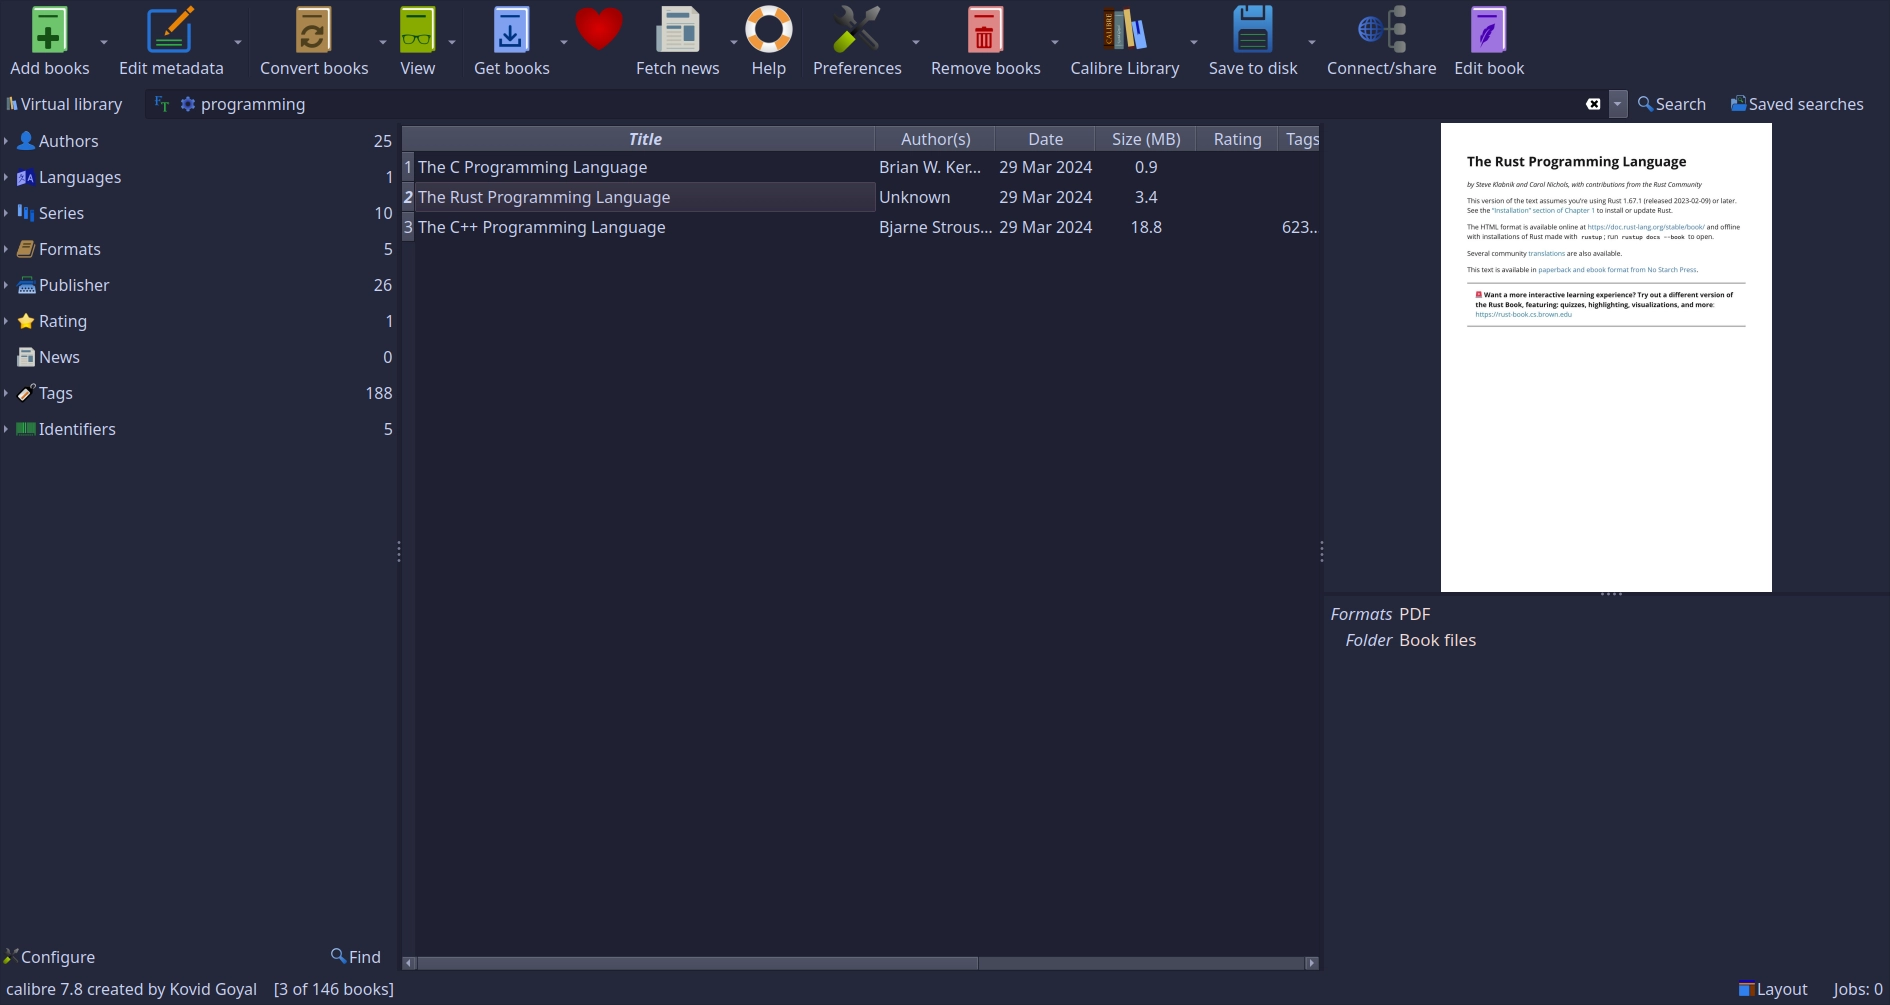 Add books
Edit metadata
Convert books
View
Get books
Fetch news
Help
Preferences
Remove books
Calibre Library
Save to disk
Connect/share
Edit book
Virtual library
FT
programming
Search
Saved searches
Authors 25
Languages 1
Series 10
Formats 5
Publisher 26
Rating 1
News 0
Tags 188
Identifiers 5
Configure
Find
Title Author(s) Date Size (MB) Rating Tags
1 The C Programming Language Brian W. Ker... 29 Mar 2024 0.9
2 The Rust Programming Language Unknown 29 Mar 2024 3.4
3 The C++ Programming Language Bjarne Strous... 29 Mar 2024 18.8 623..
The Rust Programming Language
by Steve Klabnik and Carol Nichols, with contributions from the Rust Community
This version of the text assumes you're using Rust 1.67.1 (released 2023-02-09) or later.
See the "Installation" section of Chapter 1 to install or update Rust.
The HTML format is available online at https://doc.rust-lang.org/stable/book/ and offline
with installations of Rust made with rustup; run rustup docs --book to open.
Several community translations are also available.
This text is available in paperback and ebook format from No Starch Press.
Want a more interactive learning experience? Try out a different version of
the Rust Book, featuring: quizzes, highlighting, visualizations, and more:
https://rust-book.cs.brown.edu
Formats PDF
Folder Book files
calibre 7.8 created by Kovid Goyal [3 of 146 books]
Layout
Jobs: 0